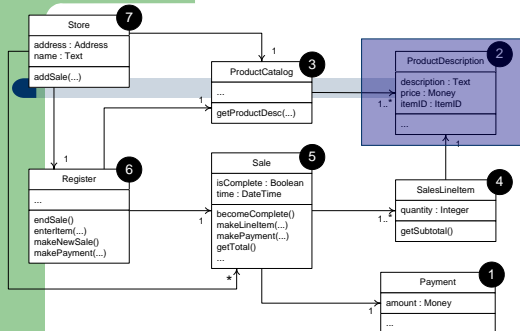 Store
7
address : Address
name : Text
addSale(...)
1
ProductCatalog
3
...
getProductDesc(...)
1
1..*
ProductDescription
2
description : Text
price : Money
itemID : ItemID
...
1
1
Register
6
...
endSale()
enterItem(...)
makeNewSale()
makePayment(...)
1
Sale
5
isComplete : Boolean
time : DateTime
becomeComplete()
makeLineItem(...)
makePayment(...)
getTotal()
...
*
1..*
SalesLineItem
4
quantity : Integer
getSubtotal()
Payment
1
amount : Money
...
1